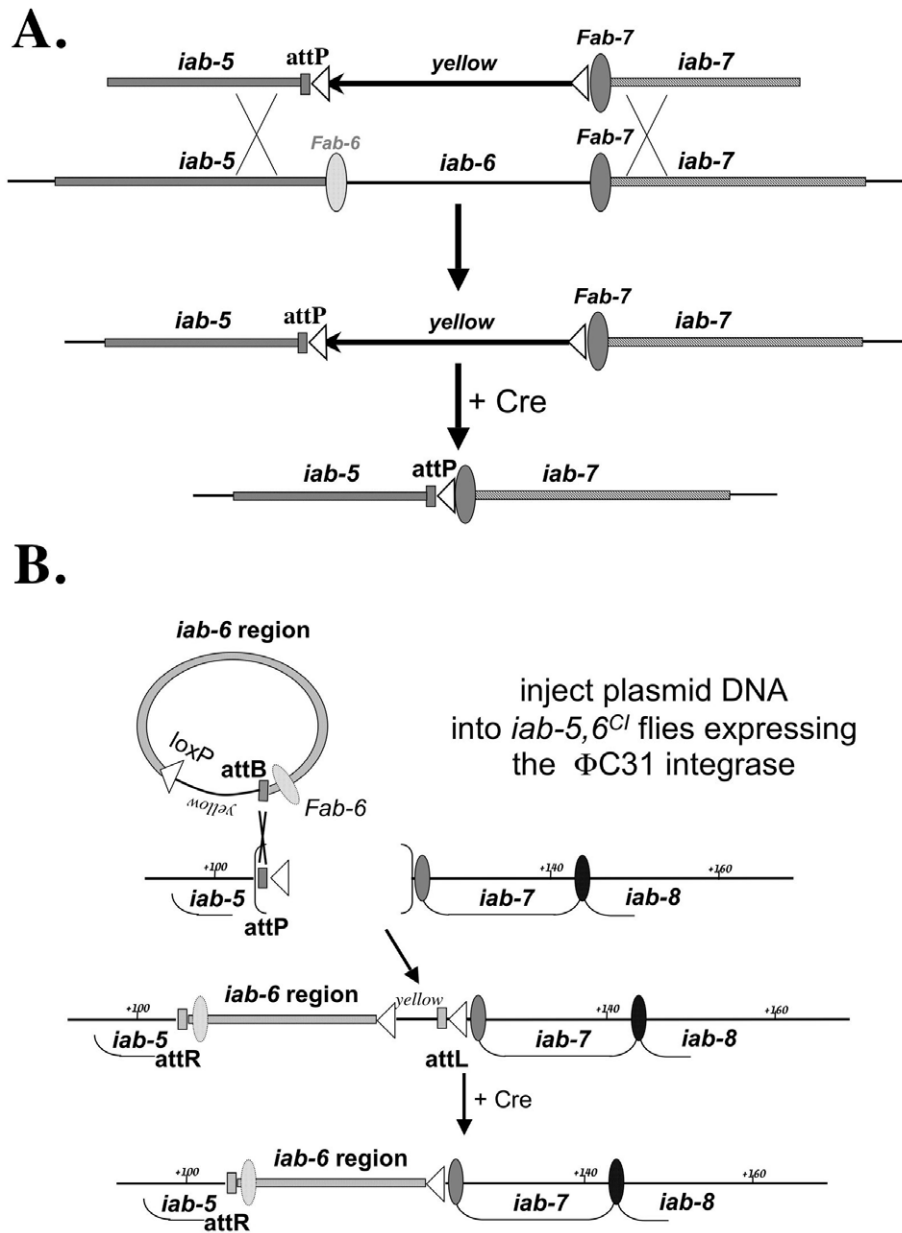 A.
iab-5 attP yellow Fab-7 iab-7
iab-5 Fab-6 iab-6 Fab-7 iab-7
iab-5 attP yellow Fab-7 iab-7
+ Cre
iab-5 attP iab-7
B.
iab-6 region
loxP
attB
yellow
Fab-6
inject plasmid DNA
into iab-5,6CI flies expressing
the ΦC31 integrase
+100 +140 +160
iab-5 iab-7 iab-8
attP
iab-6 region yellow
+100 +140 +160
iab-5 attR attL iab-7 iab-8
+ Cre
iab-6 region
+100 +140 +160
iab-5 attR iab-7 iab-8